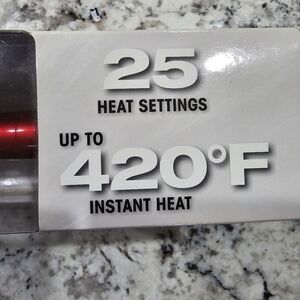 25
HEAT SETTINGS
UP TO
420°F
INSTANT HEAT